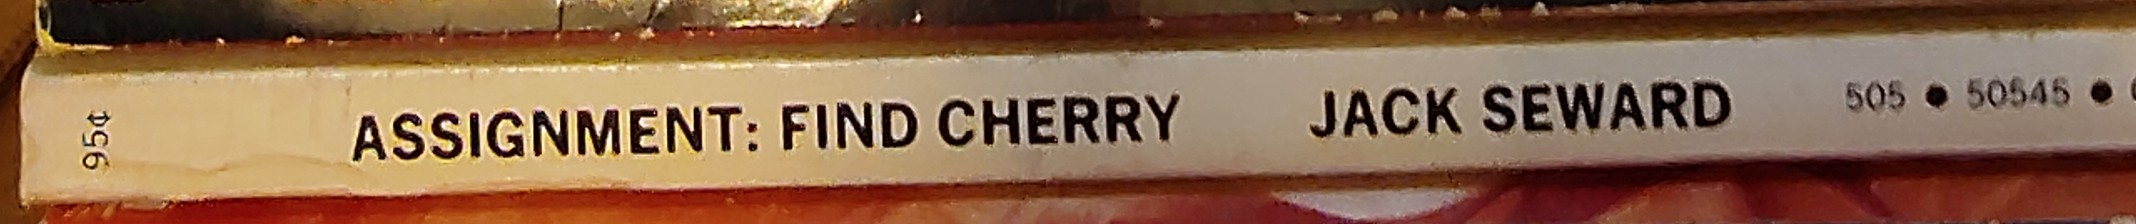 95¢
ASSIGNMENT: FIND CHERRY JACK SEWARD 505 • 50545 •